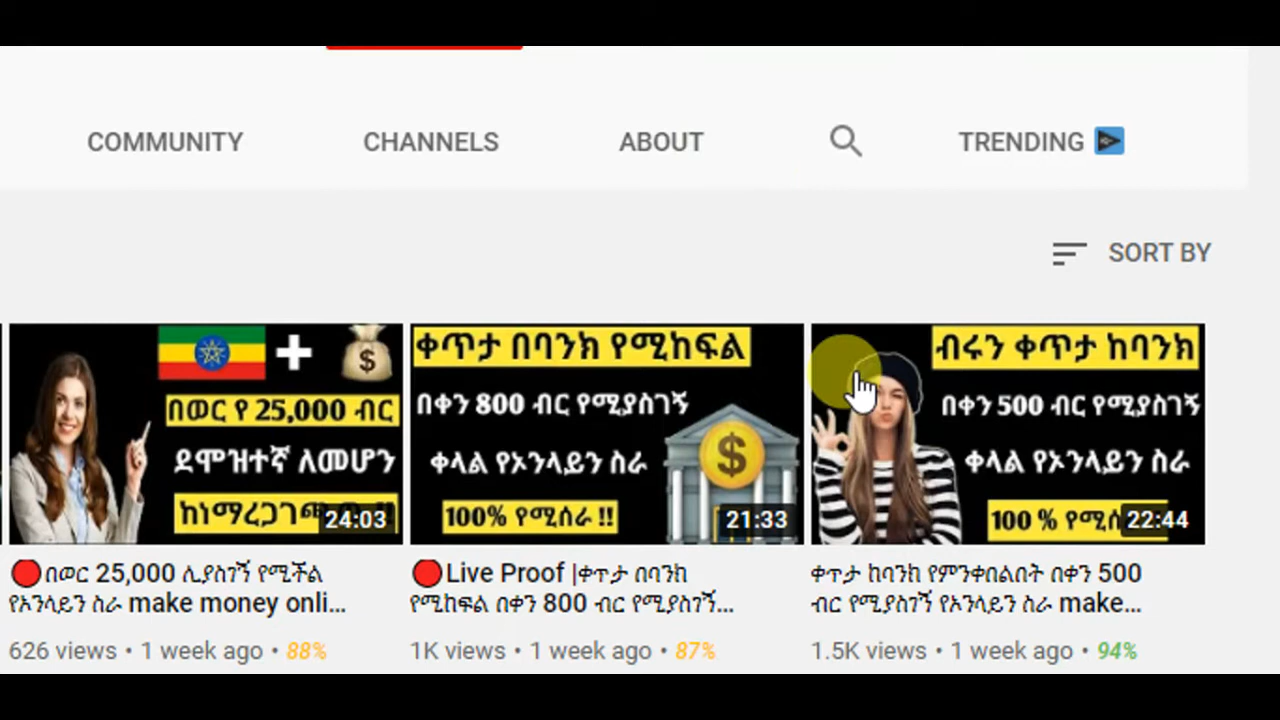 COMMUNITY CHANNELS ABOUT TRENDING
SORT BY
በወር የ 25,000 ብር
ደሞዝተኛ ለመሆን
24:03
ቀጥታ በባንክ የሚከፍል
በቀን 800 ብር የሚያስገኝ
ቀላል የኦንላይን ስራ
100% የሚሰራ !!
21:33
ብሩን ቀጥታ ከባንክ
በቀን 500 ብር የሚያስገኝ
ቀላል የኦንላይን ስራ
100 %
22:44
በወር 25,000 ሊያስገኝ የሚችል
የኦንላይን ስራ make money onli...
626 views • 1 week ago • 88%
Live Proof |ቀጥታ በባንክ
የሚከፍል በቀን 800 ብር የሚያስገኝ...
1K views • 1 week ago • 87%
ቀጥታ ከባንክ የምንቀበልበት በቀን 500
ብር የሚያስገኝ የኦንላይን ስራ make...
1.5K views • 1 week ago • 94%